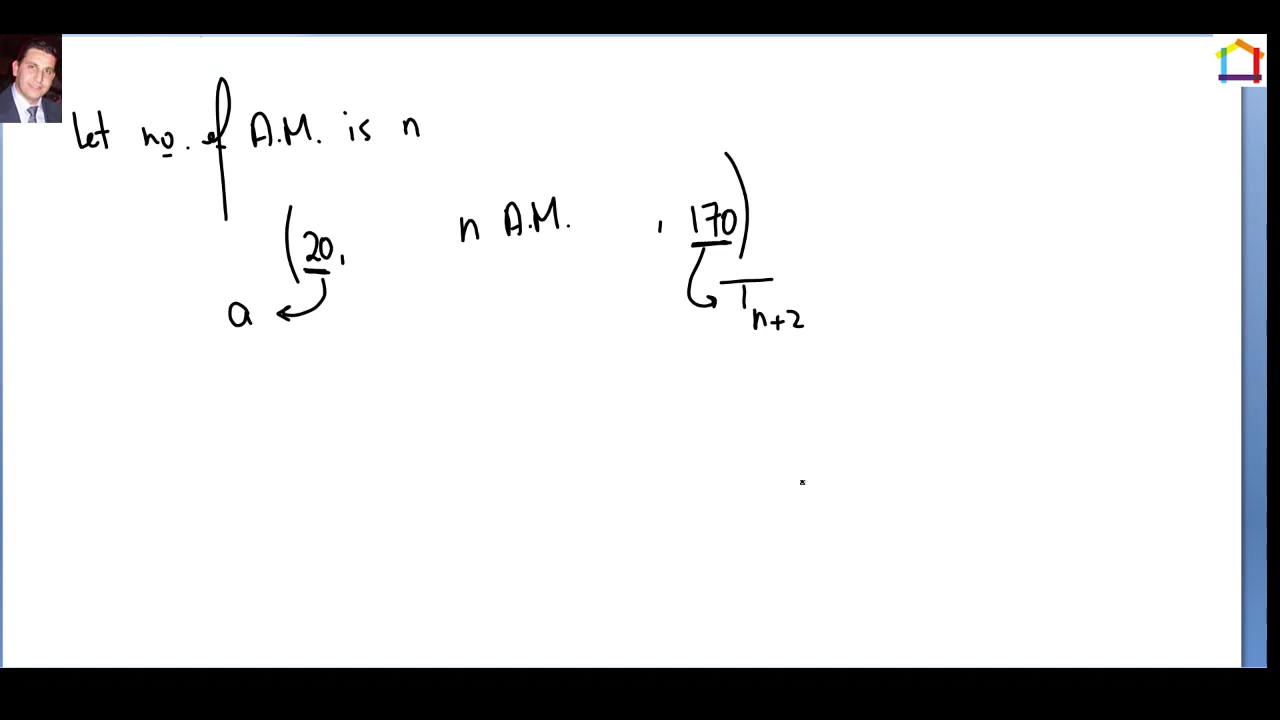 Let no. of A.M. is n
(20, n A.M. , 170)
a T n+2